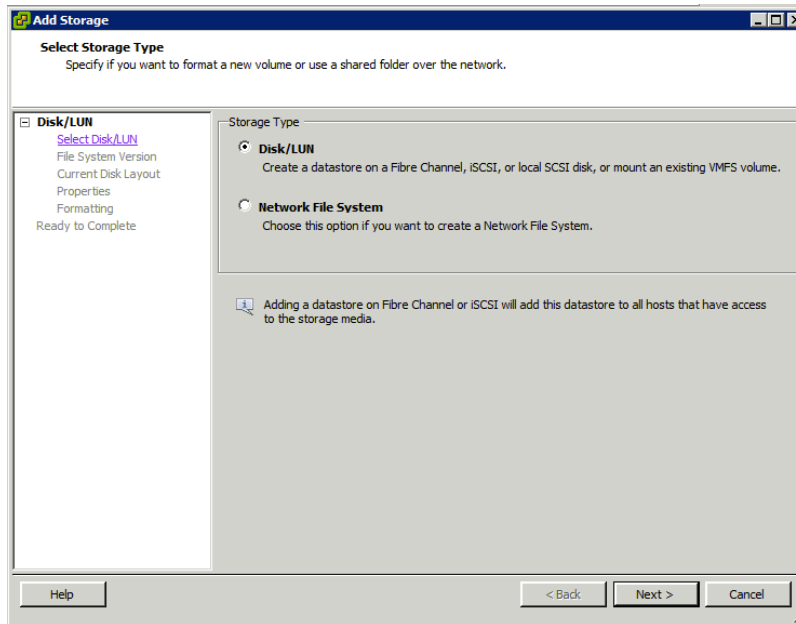 Add Storage
Select Storage Type
Specify if you want to format a new volume or use a shared folder over the network.
Disk/LUN
Select Disk/LUN
File System Version
Current Disk Layout
Properties
Formatting
Ready to Complete
Storage Type
Disk/LUN
Create a datastore on a Fibre Channel, iSCSI, or local SCSI disk, or mount an existing VMFS volume.
Network File System
Choose this option if you want to create a Network File System.
Adding a datastore on Fibre Channel or iSCSI will add this datastore to all hosts that have access
to the storage media.
Help
< Back
Next >
Cancel